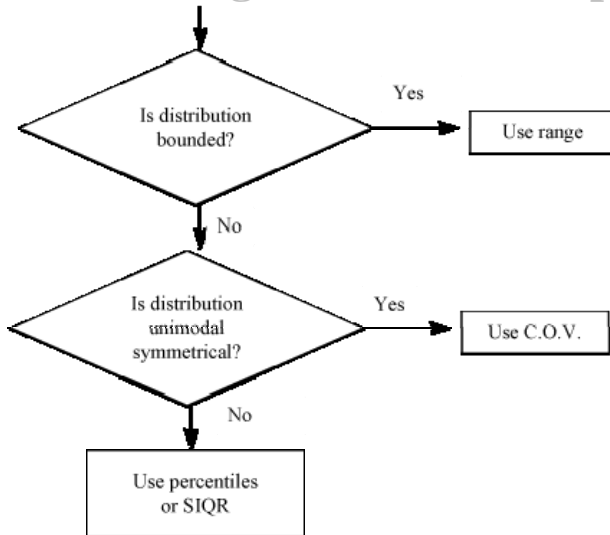 Is distribution
bounded?
Yes
Use range
No
Is distribution
unimodal
symmetrical?
Yes
Use C.O.V.
No
Use percentiles
or SIQR